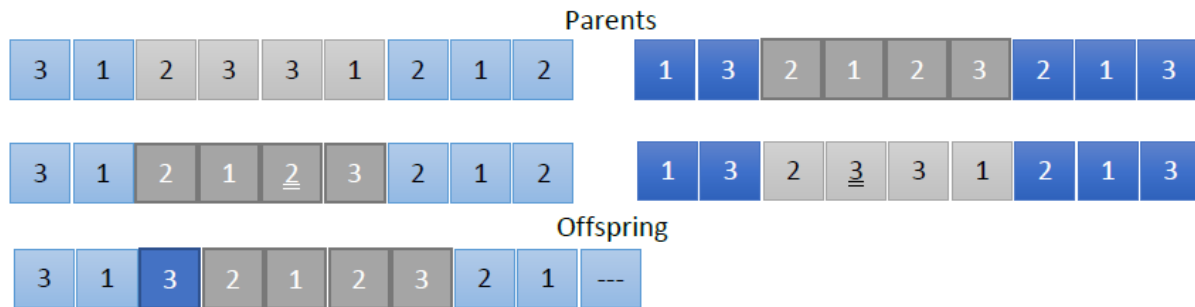 Parents
3 1 2 3 3 1 2 1 2 1 3 2 1 2 3 2 1 3
3 1 2 1 2 3 2 1 2 1 3 2 3 3 1 2 1 3
Offspring
3 1 3 2 1 2 3 2 1 ---